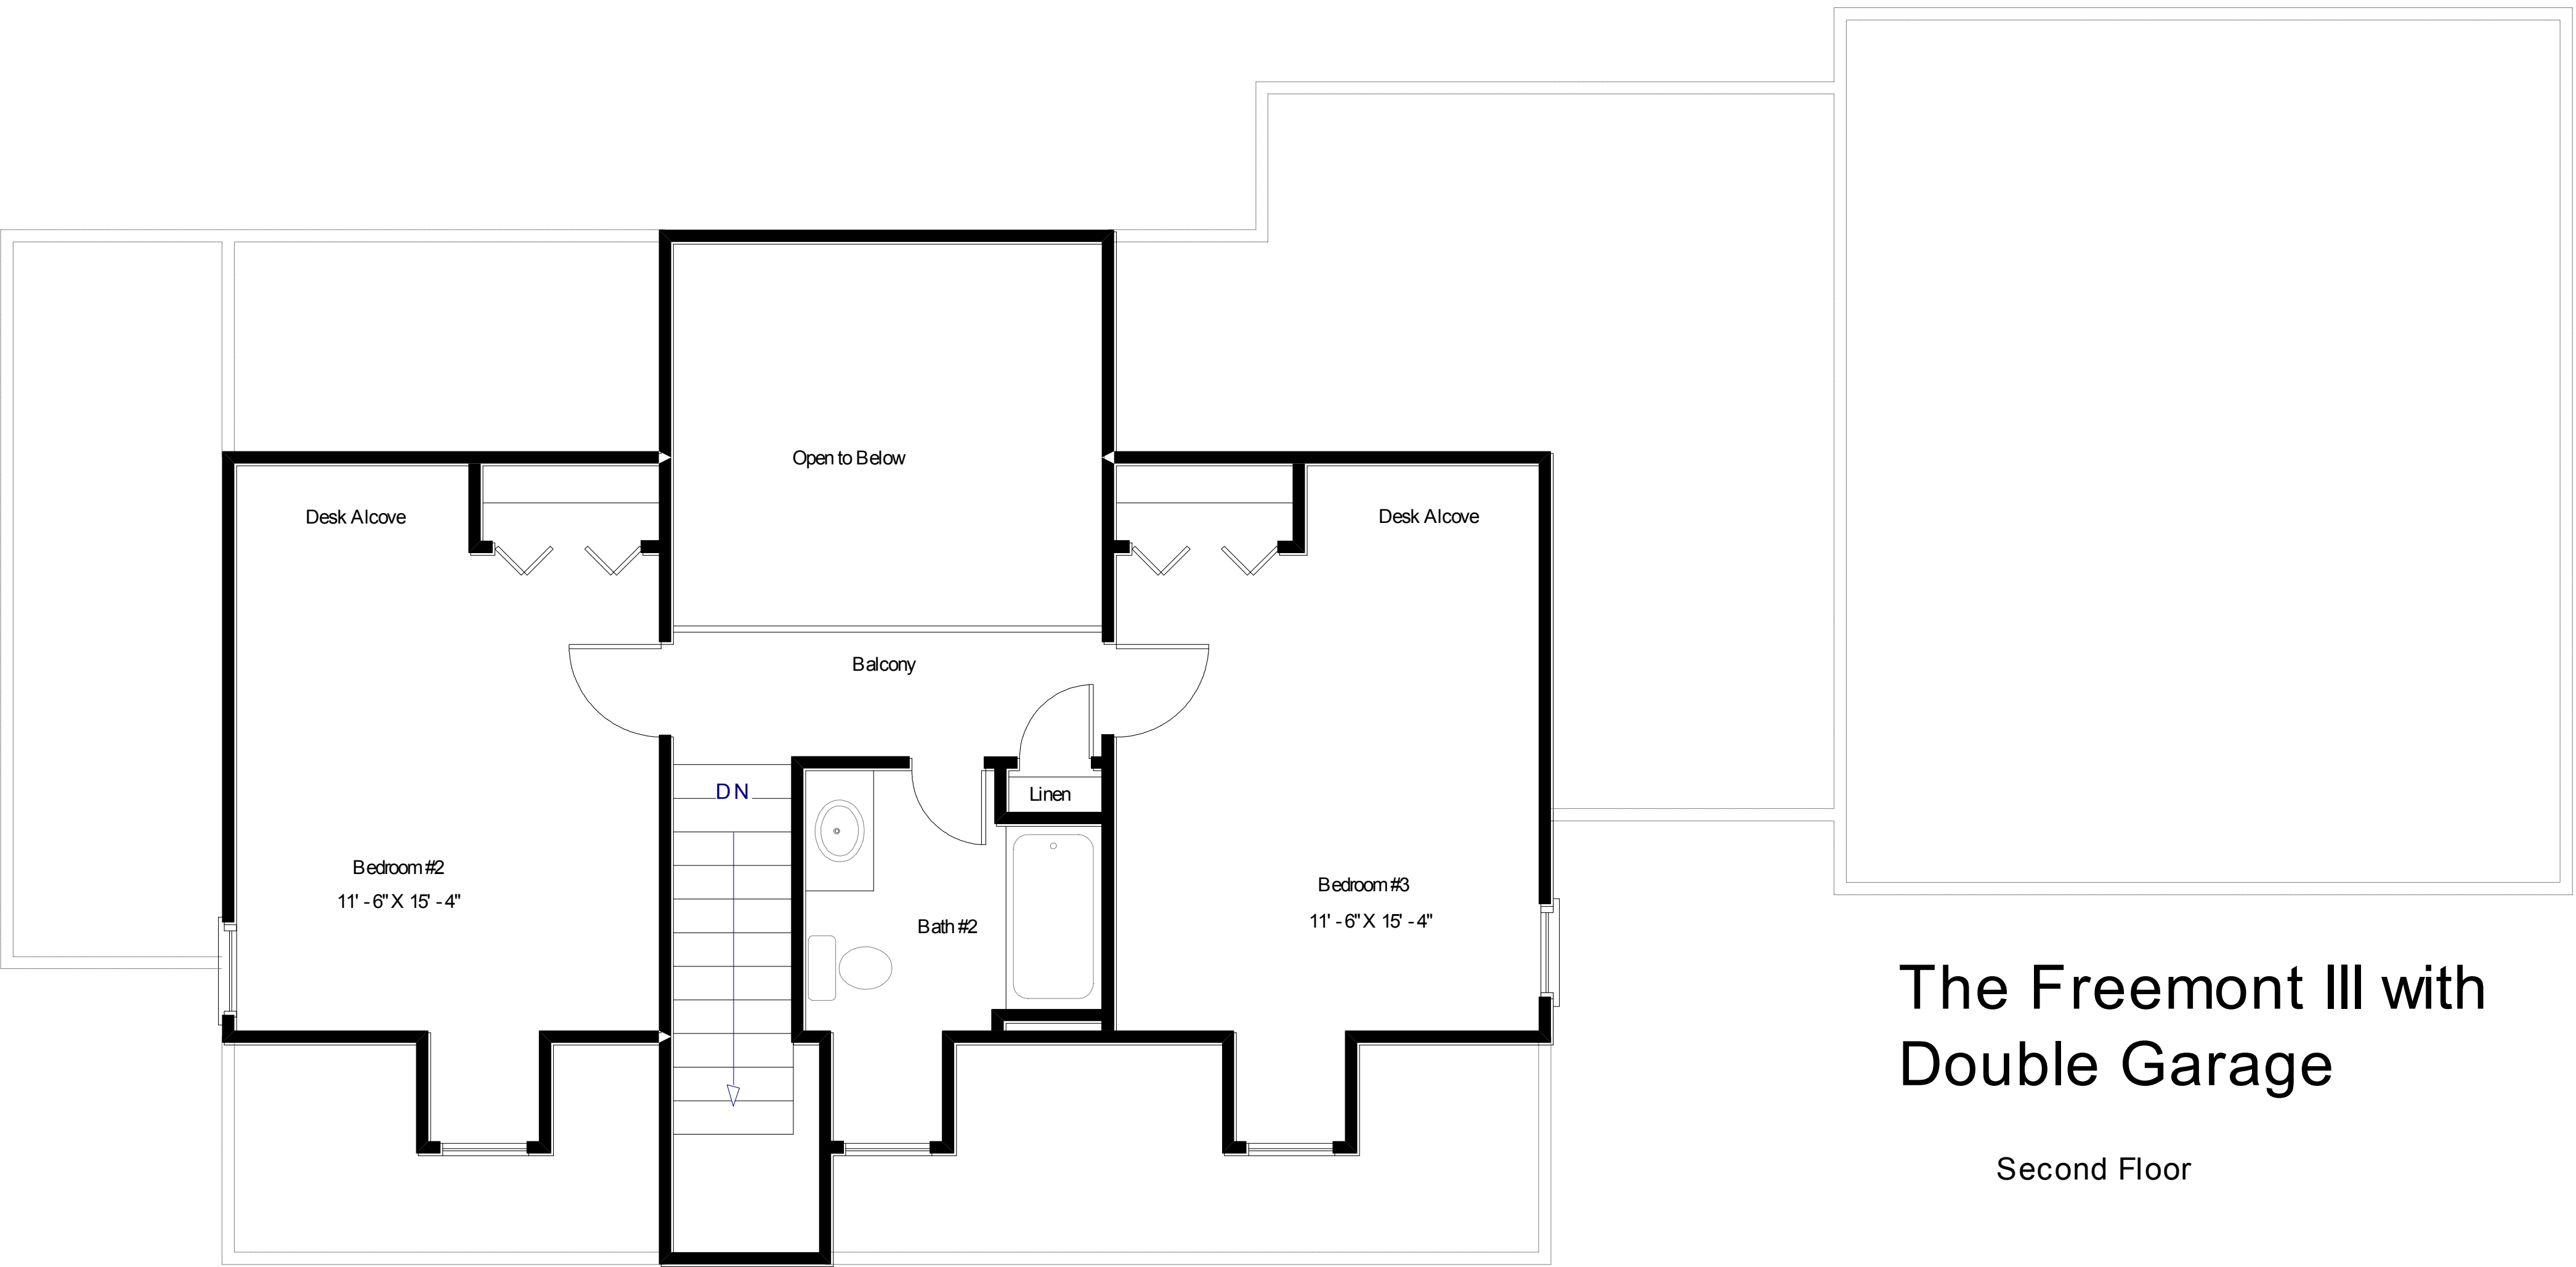 Open to Below
Desk Alcove
Desk Alcove
Balcony
DN
Linen
Bedroom #2
11' - 6" X 15' - 4"
Bath #2
Bedroom #3
11' - 6" X 15' - 4"
The Freemont III with
Double Garage
Second Floor